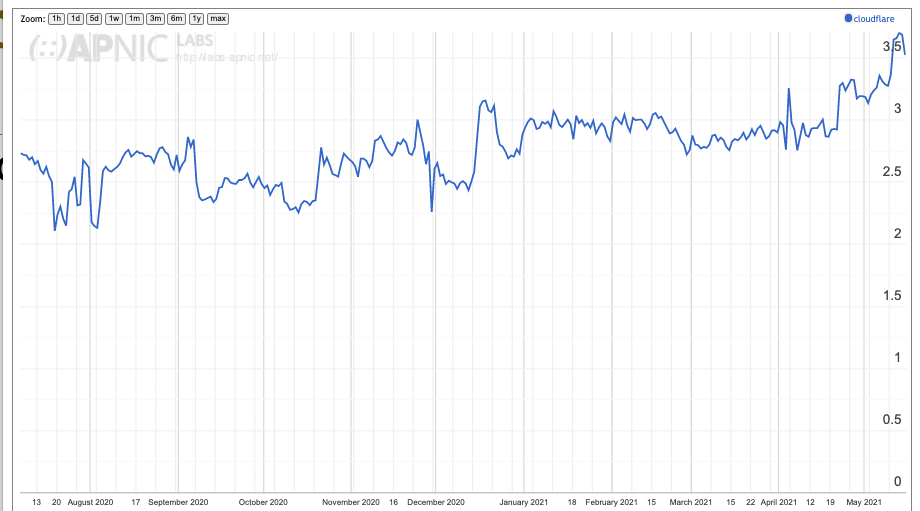 Zoom: 1h 1d 5d 1w 1m 3m 6m 1y max
cloudflare
(::)APNIC LABS
http://labs.apnic.net/
3.5
3
2.5
2
1.5
1
0.5
0
13 20 August 2020 17 September 2020 October 2020 November 2020 16 December 2020 January 2021 18 February 2021 15 March 2021 15 22 April 2021 12 19 May 2021